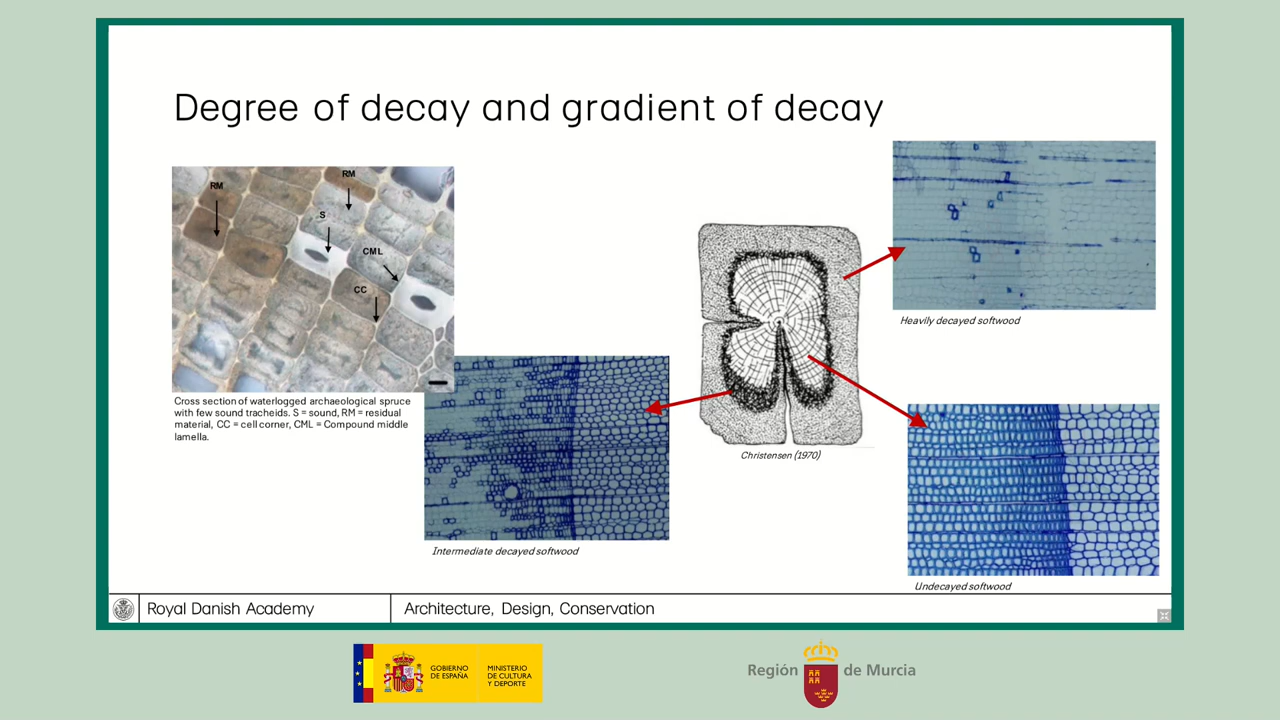 Degree of decay and gradient of decay
RM
RM
S
CML
CC
Cross section of waterlogged archaeological spruce
with few sound tracheids. S = sound, RM = residual
material, CC = cell corner, CML = Compound middle
lamella.
Intermediate decayed softwood
Christensen (1970)
Heavily decayed softwood
Undecayed softwood
Royal Danish Academy
Architecture, Design, Conservation
GOBIERNO
DE ESPAÑA
MINISTERIO
DE CULTURA
Y DEPORTE
Región de Murcia